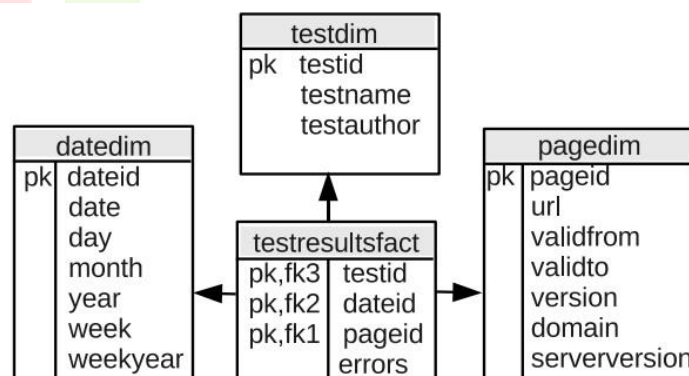 testdim
pk testid
testname
testauthor
datedim
pk dateid
date
day
month
year
week
weekyear
testresultsfact
pk,fk3 testid
pk,fk2 dateid
pk,fk1 pageid
errors
pagedim
pk pageid
url
validfrom
validto
version
domain
serverversion